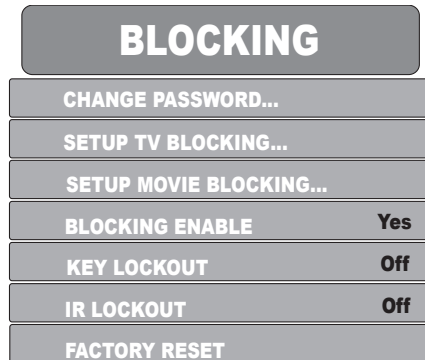 BLOCKING
CHANGE PASSWORD...
SETUP TV BLOCKING...
SETUP MOVIE BLOCKING...
BLOCKING ENABLE Yes
KEY LOCKOUT Off
IR LOCKOUT Off
FACTORY RESET